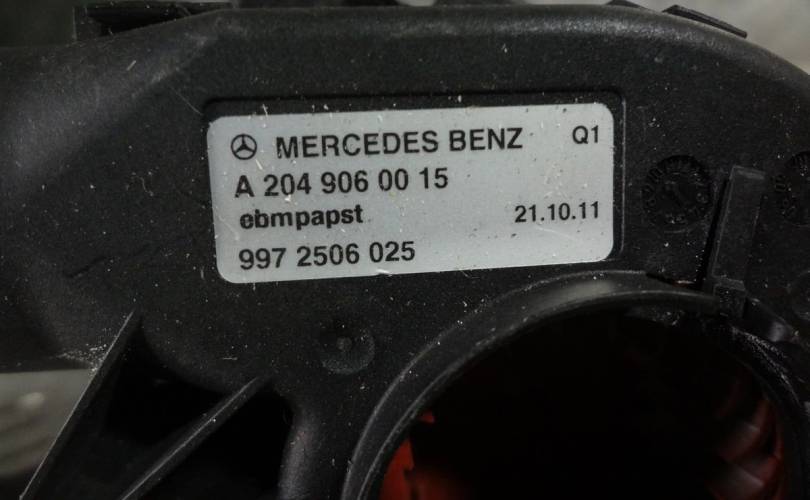 MERCEDES BENZ Q1
A 204 906 00 15
ebmpapst 21.10.11
997 2506 025